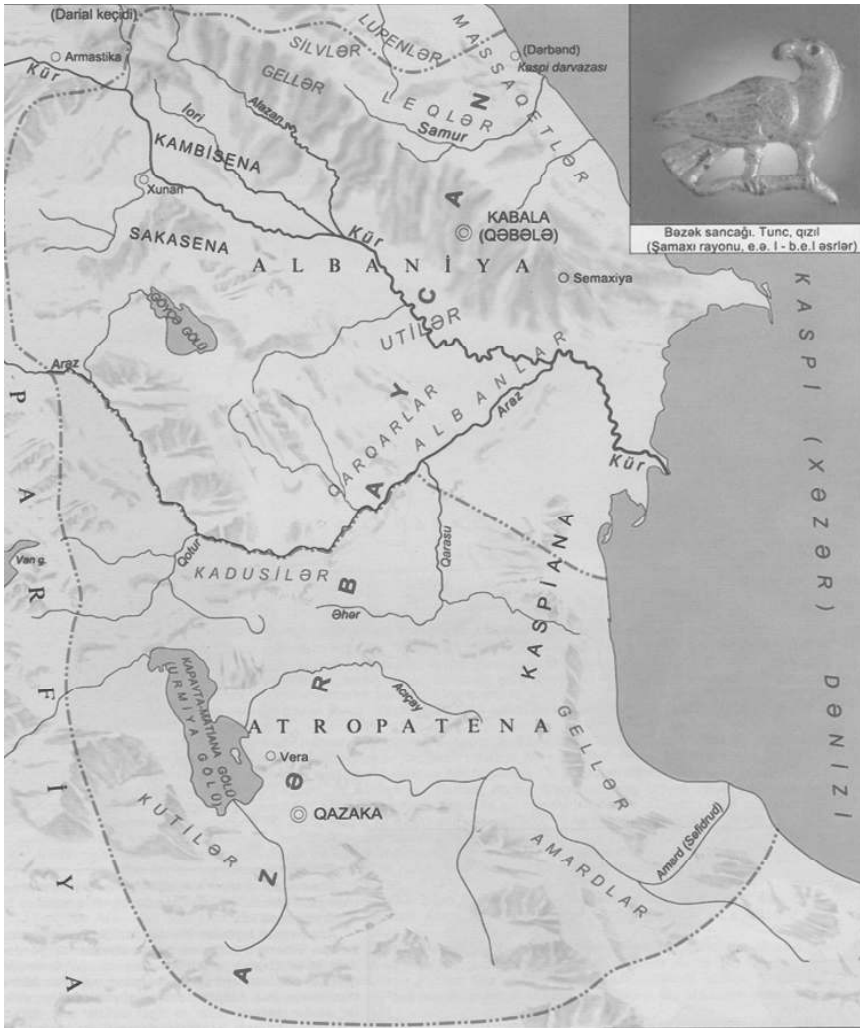 (Darial keçidi)
Armastika
Kür
SİLVLƏR
LUPENLƏR
MASSAQETLƏR
(Dərbənd)
Kaspi darvazası
GELLƏR
LEQLƏR
Samur
İori
Alazan
KAMBİSENA
Xunan
Kür
KABALA
(QƏBƏLƏ)
Bəzək sancağı. Tunc, qızıl
(Şamaxı rayonu, e.ə. I - b.e.I əsrlər)
SAKASENA
ALBANİYA
Semaxiya
GÖYÇƏ GÖLÜ
UTİLƏR
Araz
QARQARLAR
ALBANLAR
Araz
Kür
KASPİ (XƏZƏR) DƏNİZİ
Van g.
Qotur
KADUSİLƏR
Qarasu
Əhər
KASPİANA
PARFİYA
KAPAVTA-MATİANA GÖLÜ
(URMİYA GÖLÜ)
Acıçay
ATROPATENA
Vera
QAZAKA
GELLƏR
KUTİLƏR
AMARDLAR
Amard (Səfidrud)
AZƏRBAYCAN